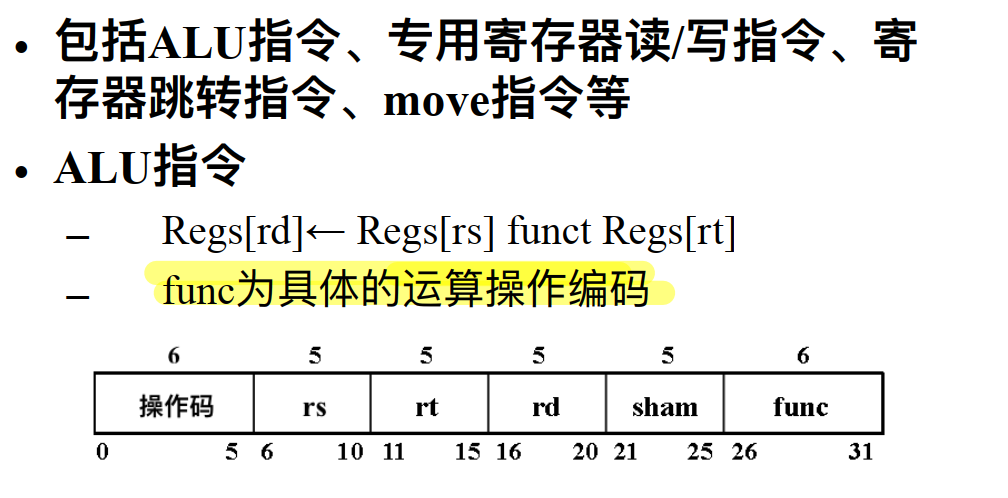 • 包括ALU指令、专用寄存器读/写指令、寄
存器跳转指令、move指令等
• ALU指令
– Regs[rd]← Regs[rs] funct Regs[rt]
– func为具体的运算操作编码
6 5 5 5 5 6
操作码 rs rt rd sham func
0 5 6 10 11 15 16 20 21 25 26 31